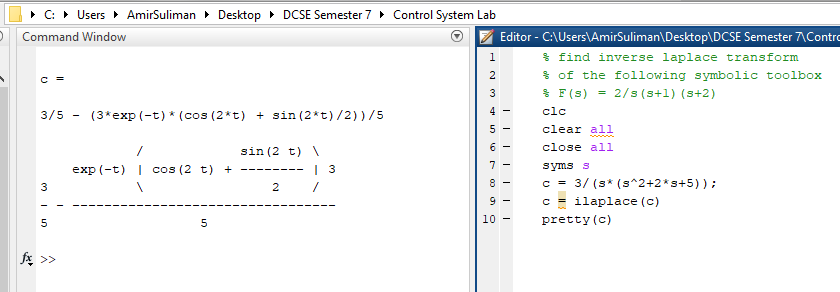 C: Users AmirSuliman Desktop DCSE Semester 7 Control System Lab
Command Window
c =
3/5 - (3*exp(-t)*(cos(2*t) + sin(2*t)/2))/5
/ sin(2 t) \
exp(-t) | cos(2 t) + -------- | 3
3 \ 2 /
- - ----------------------------------
5 5
fx >>
Editor - C:\Users\AmirSuliman\Desktop\DCSE Semester 7\Contro
1 % find inverse laplace transform
2 % of the following symbolic toolbox
3 % F(s) = 2/s(s+1)(s+2)
4 - clc
5 - clear all
6 - close all
7 - syms s
8 - c = 3/(s*(s^2+2*s+5));
9 - c = ilaplace(c)
10 - pretty(c)